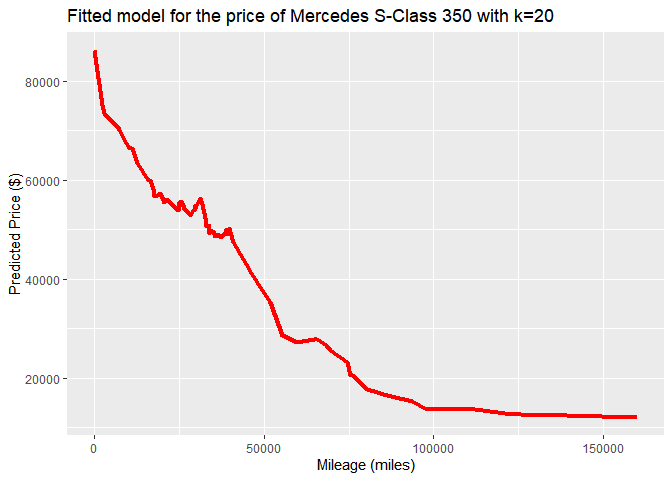 Fitted model for the price of Mercedes S-Class 350 with k=20
Predicted Price ($)
80000
60000
40000
20000
0 50000 100000 150000
Mileage (miles)